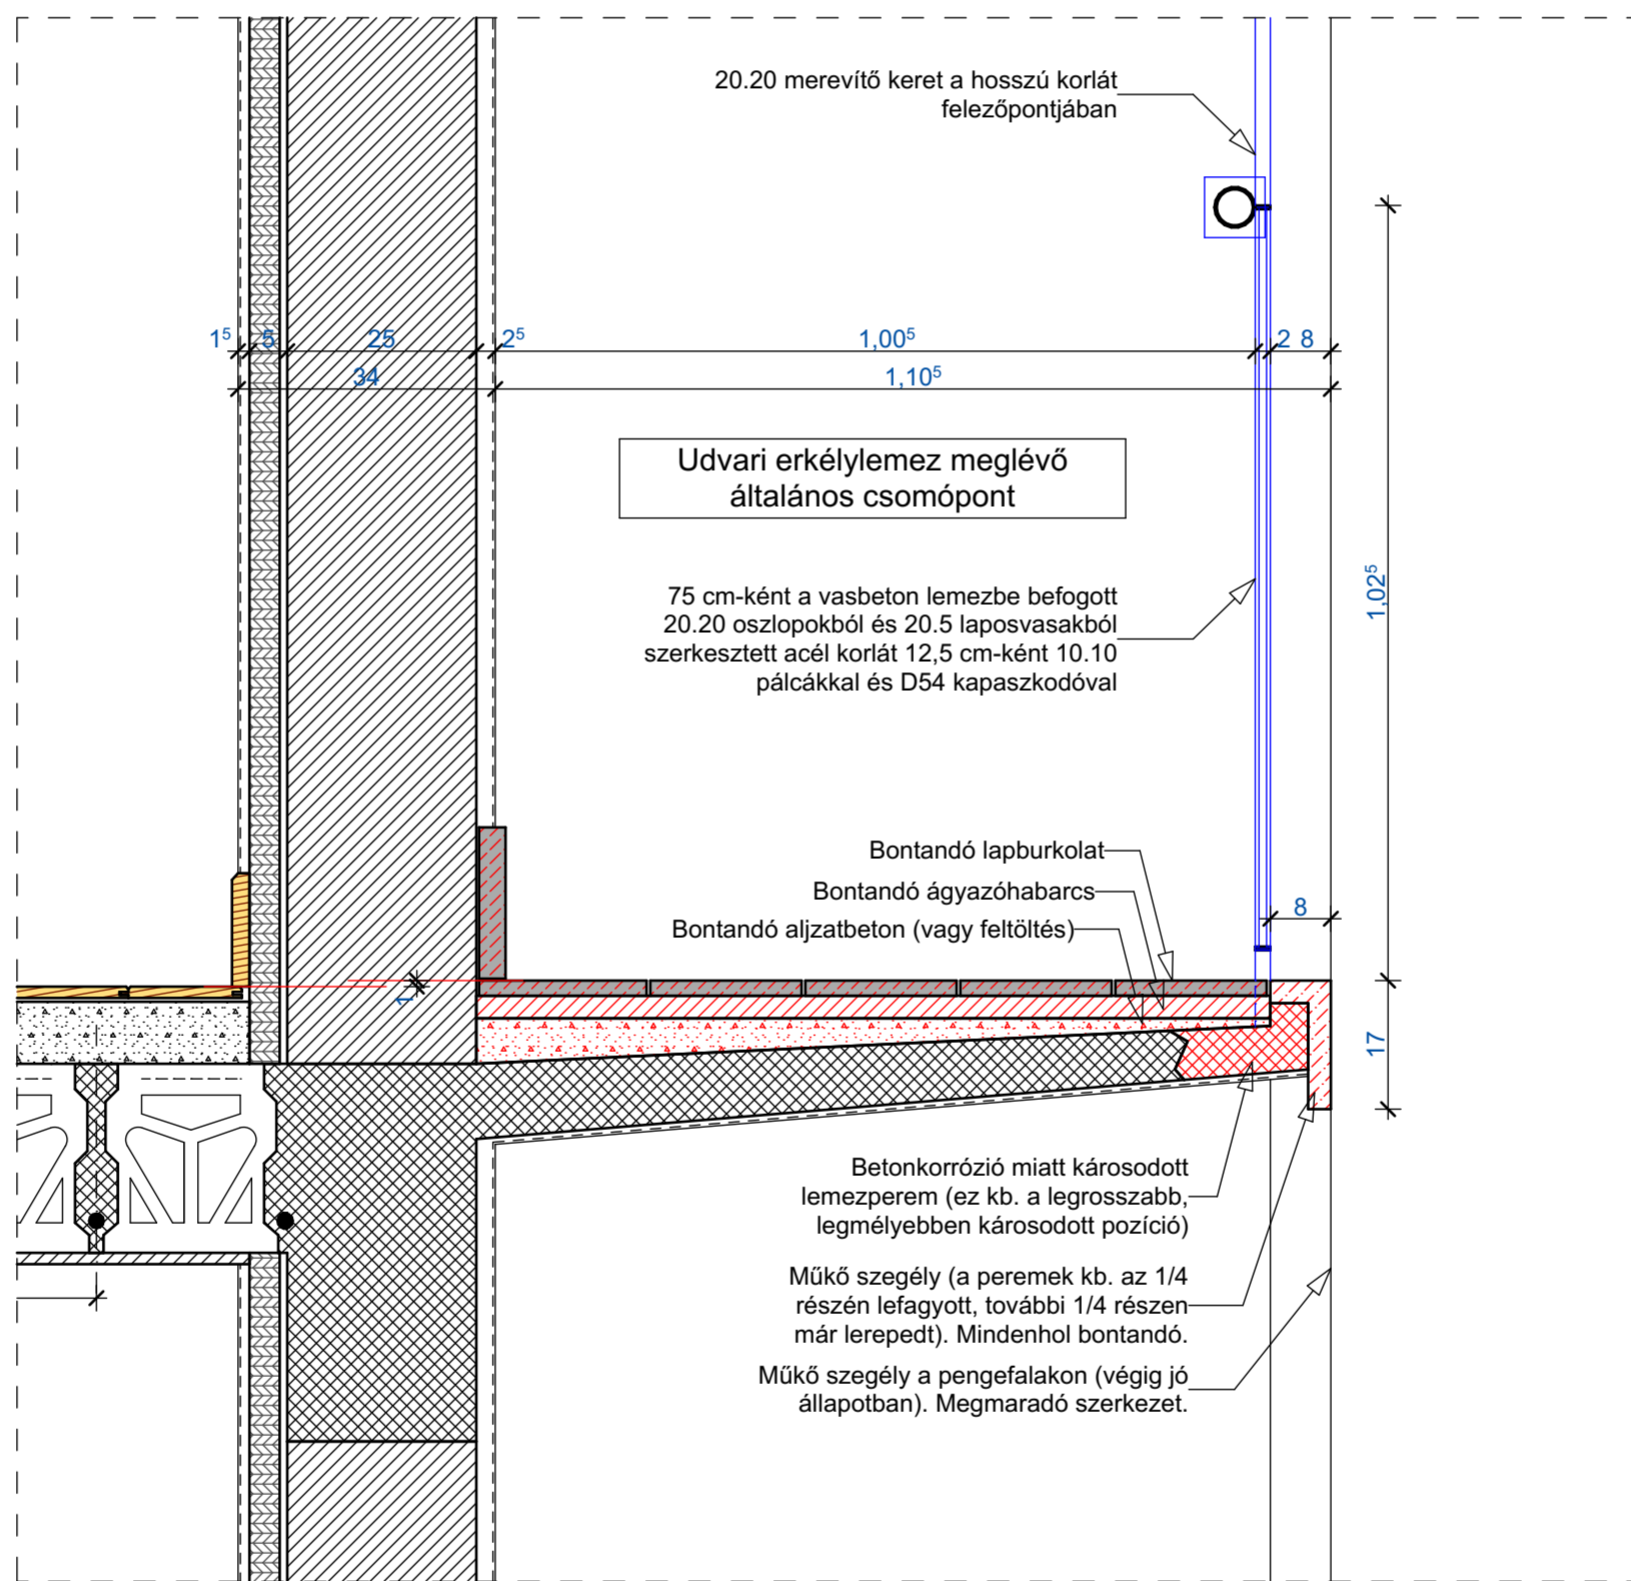 20.20 merevítő keret a hosszú korlát
felezőpontjában
1⁵ 5 25 2⁵ 1,00⁵ 2 8
34 1,10⁵
Udvari erkélylemez meglévő
általános csomópont
1,02⁵
75 cm-ként a vasbeton lemezbe befogott
20.20 oszlopokból és 20.5 laposvasakból
szerkesztett acél korlát 12,5 cm-ként 10.10
pálcákkal és D54 kapaszkodóval
Bontandó lapburkolat
Bontandó ágyazóhabarcs
8
Bontandó aljzatbeton (vagy feltöltés)
1
17
Betonkorrózió miatt károsodott
lemezperem (ez kb. a legrosszabb,
legmélyebben károsodott pozíció)
Műkő szegély (a peremek kb. az 1/4
részén lefagyott, további 1/4 részen
már lerepedt). Mindenhol bontandó.
Műkő szegély a pengefalakon (végig jó
állapotban). Megmaradó szerkezet.